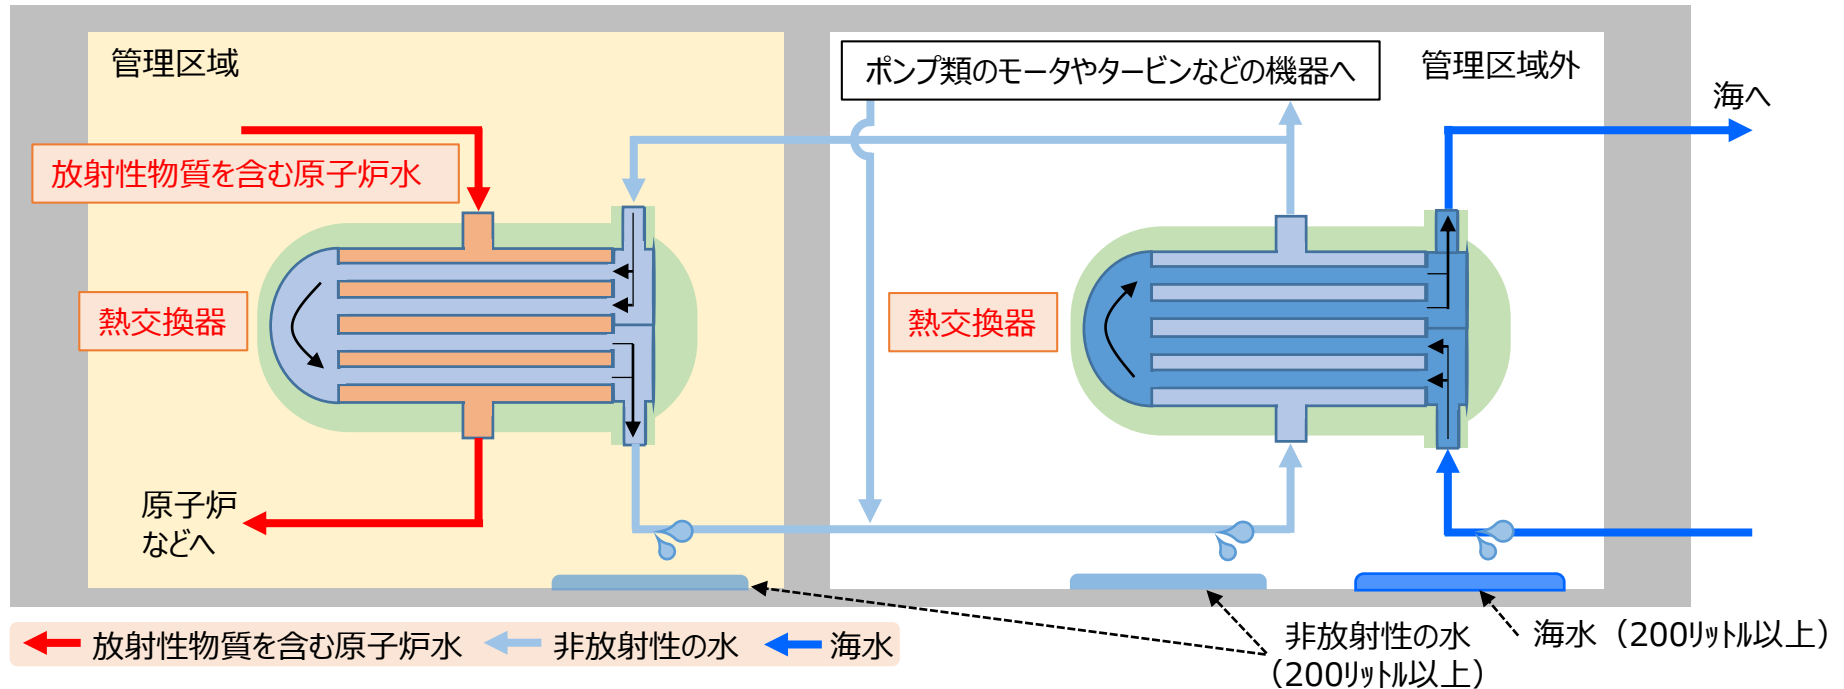 管理区域
ポンプ類のモータやタービンなどの機器へ
管理区域外
海へ
放射性物質を含む原子炉水
熱交換器
熱交換器
原子炉
などへ
放射性物質を含む原子炉水
非放射性の水
海水
非放射性の水
（200ﾘｯﾄﾙ以上）
海水（200ﾘｯﾄﾙ以上）